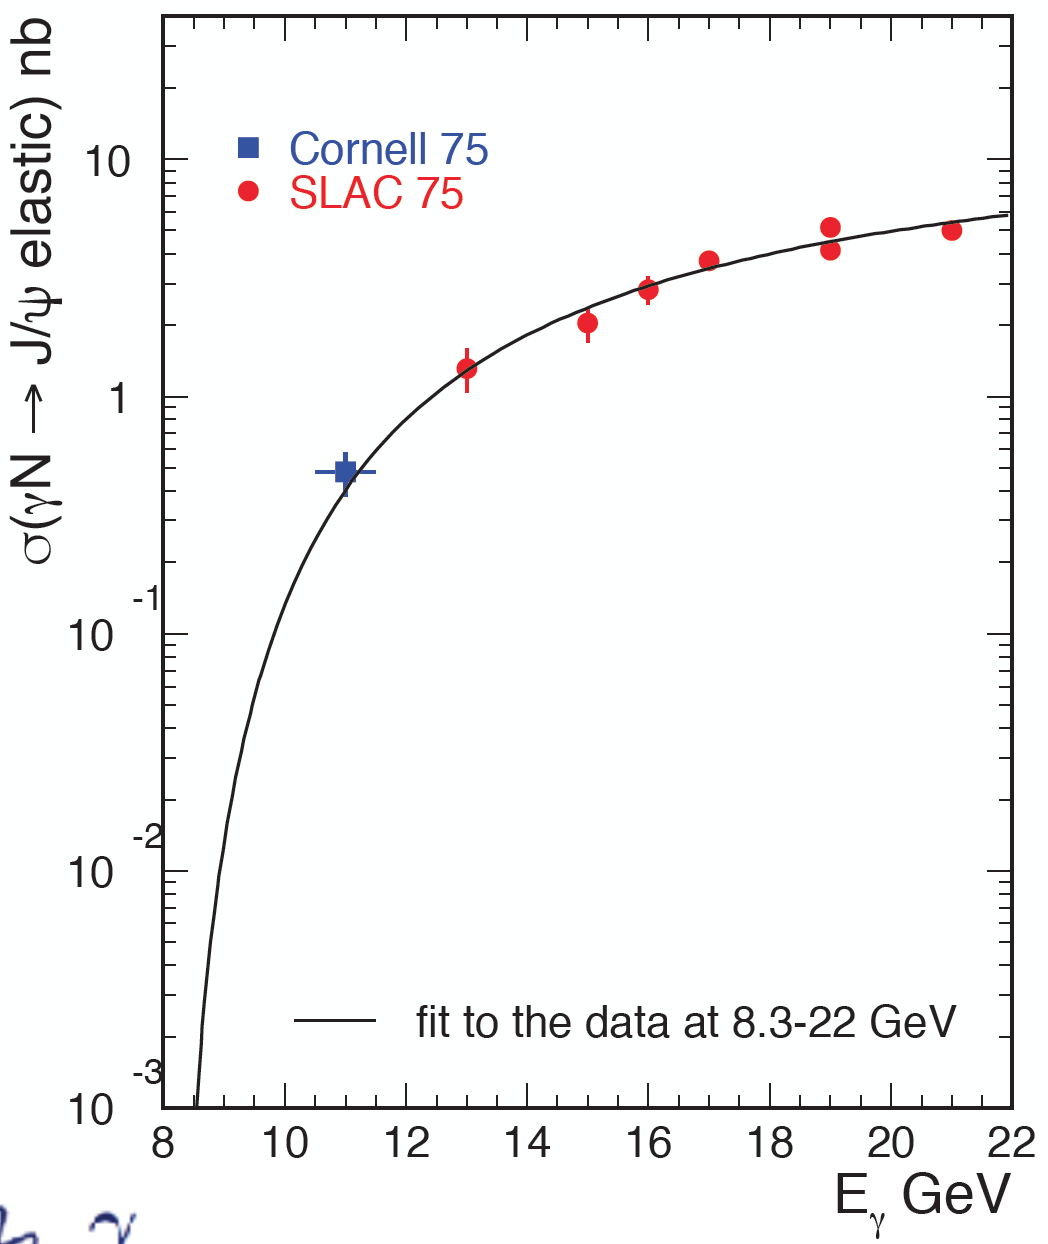 σ(γN → J/ψ elastic) nb
Cornell 75
SLAC 75
10
1
10 -1
10 -2
10 -3
fit to the data at 8.3-22 GeV
8 10 12 14 16 18 20 22
Eγ GeV
γ